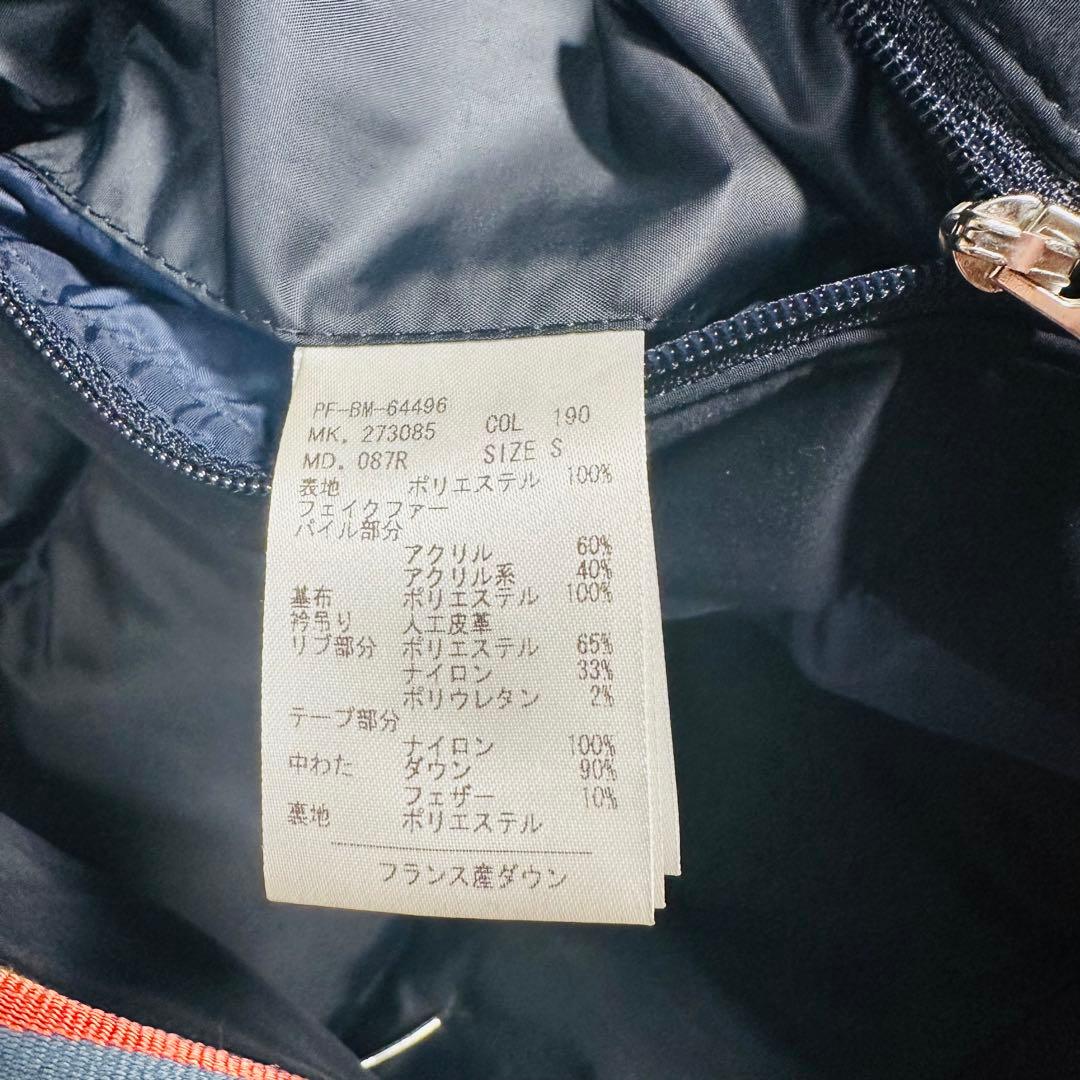 PF-BM-64496
MK. 273085 COL 190
MD. 087R SIZE S
表地 ポリエステル 100%
フェイクファー
パイル部分
アクリル 60%
アクリル系 40%
基布 ポリエステル 100%
衿吊り 人工皮革
リブ部分 ポリエステル 65%
ナイロン 33%
ポリウレタン 2%
テープ部分
ナイロン 100%
中わた ダウン 90%
フェザー 10%
裏地 ポリエステル
フランス産ダウン